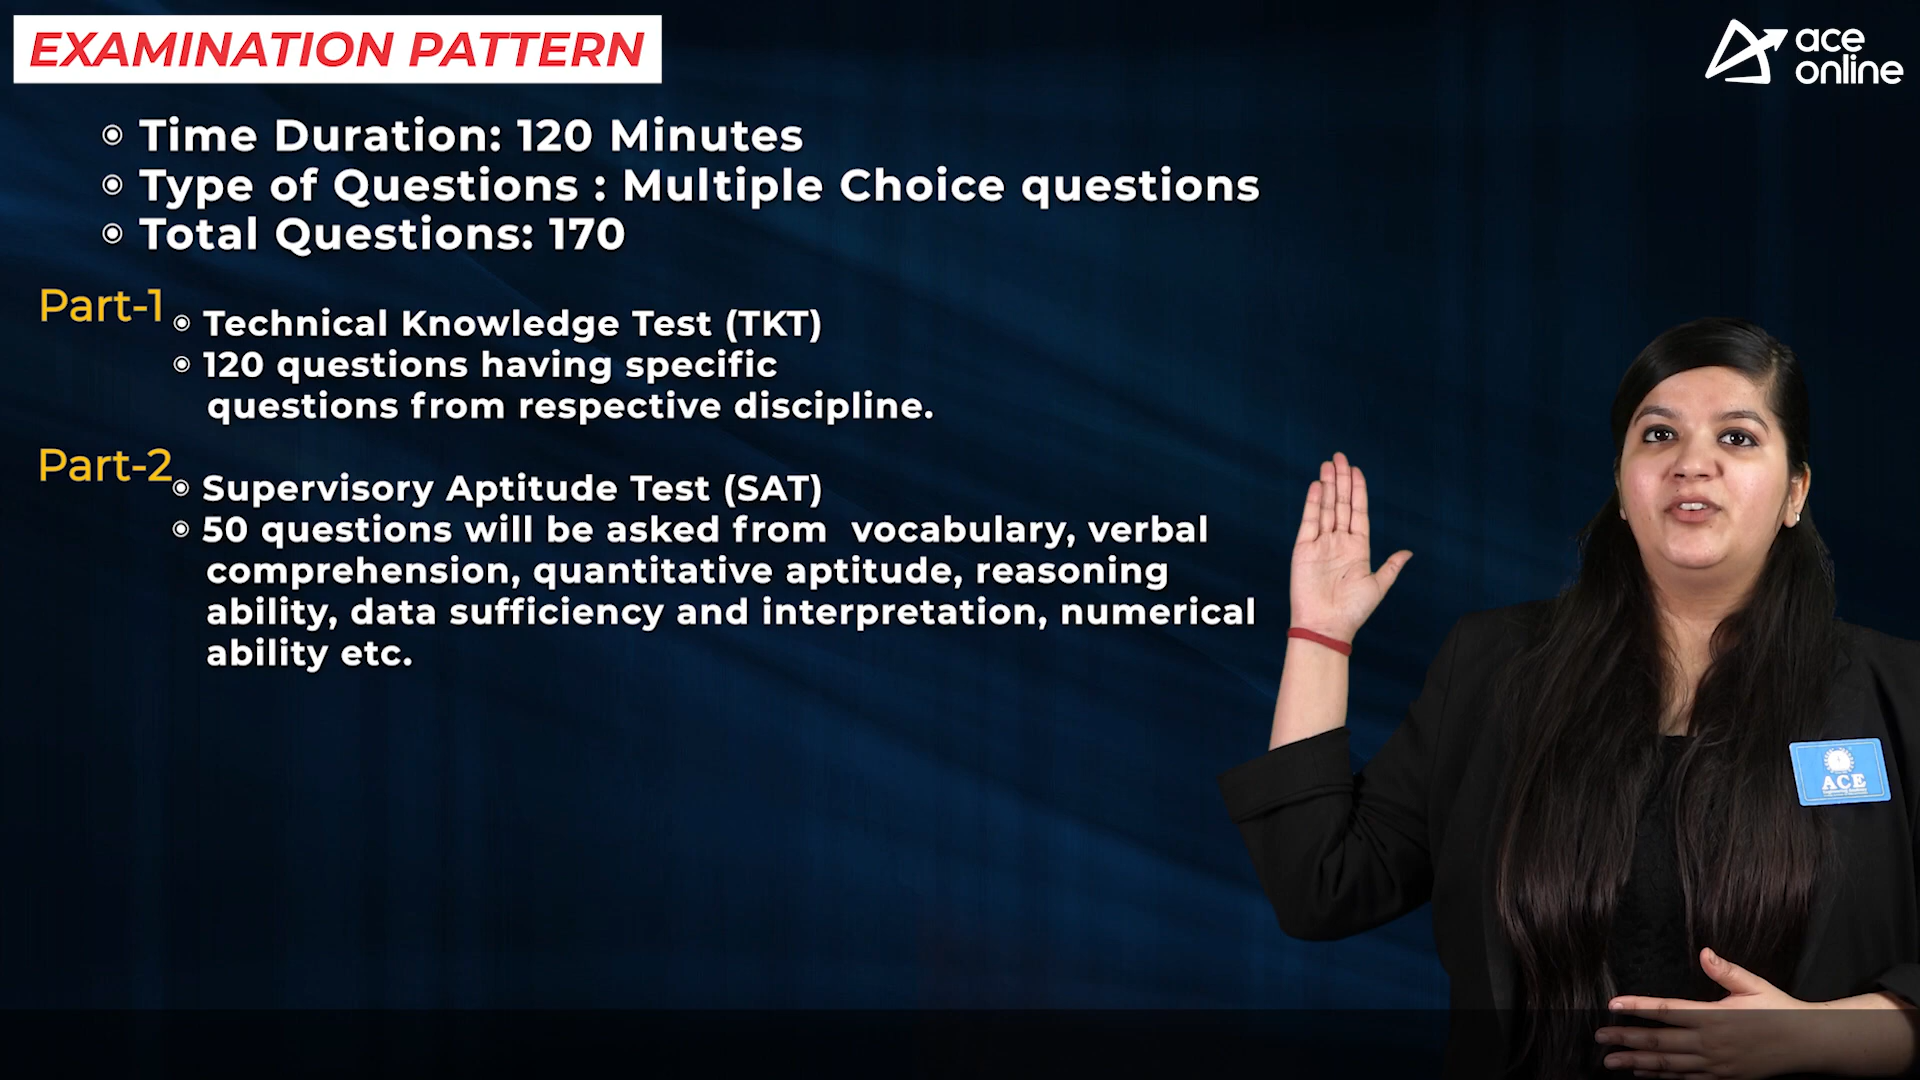 EXAMINATION PATTERN
ace
online
Time Duration: 120 Minutes
Type of Questions : Multiple Choice questions
Total Questions: 170
Part-1
Technical Knowledge Test (TKT)
120 questions having specific
questions from respective discipline.
Part-2
Supervisory Aptitude Test (SAT)
50 questions will be asked from vocabulary, verbal
comprehension, quantitative aptitude, reasoning
ability, data sufficiency and interpretation, numerical
ability etc.
ACE